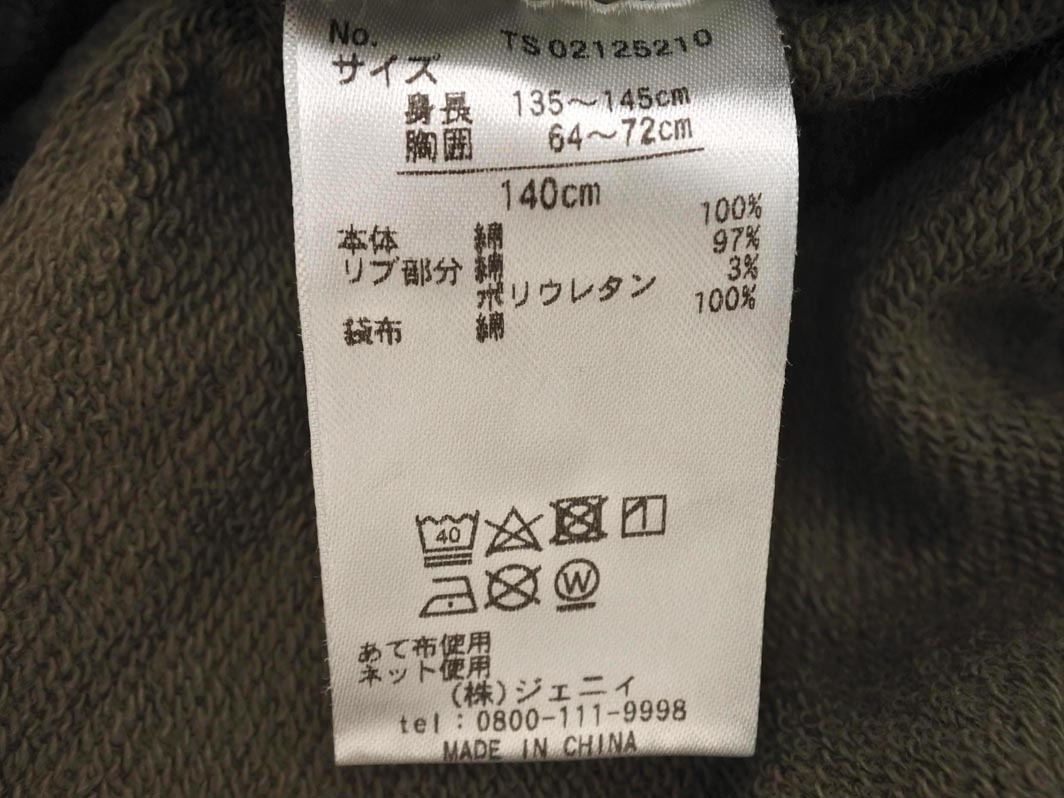 No. TS02125210
サイズ
身長 135～145cm
胸囲 64～72cm
140cm
本体 綿 100%
リブ部分 綿 97%
ポリウレタン 3%
袋布 綿 100%
40
W
あて布使用
ネット使用
(株)ジェニィ
tel：0800-111-9998
MADE IN CHINA